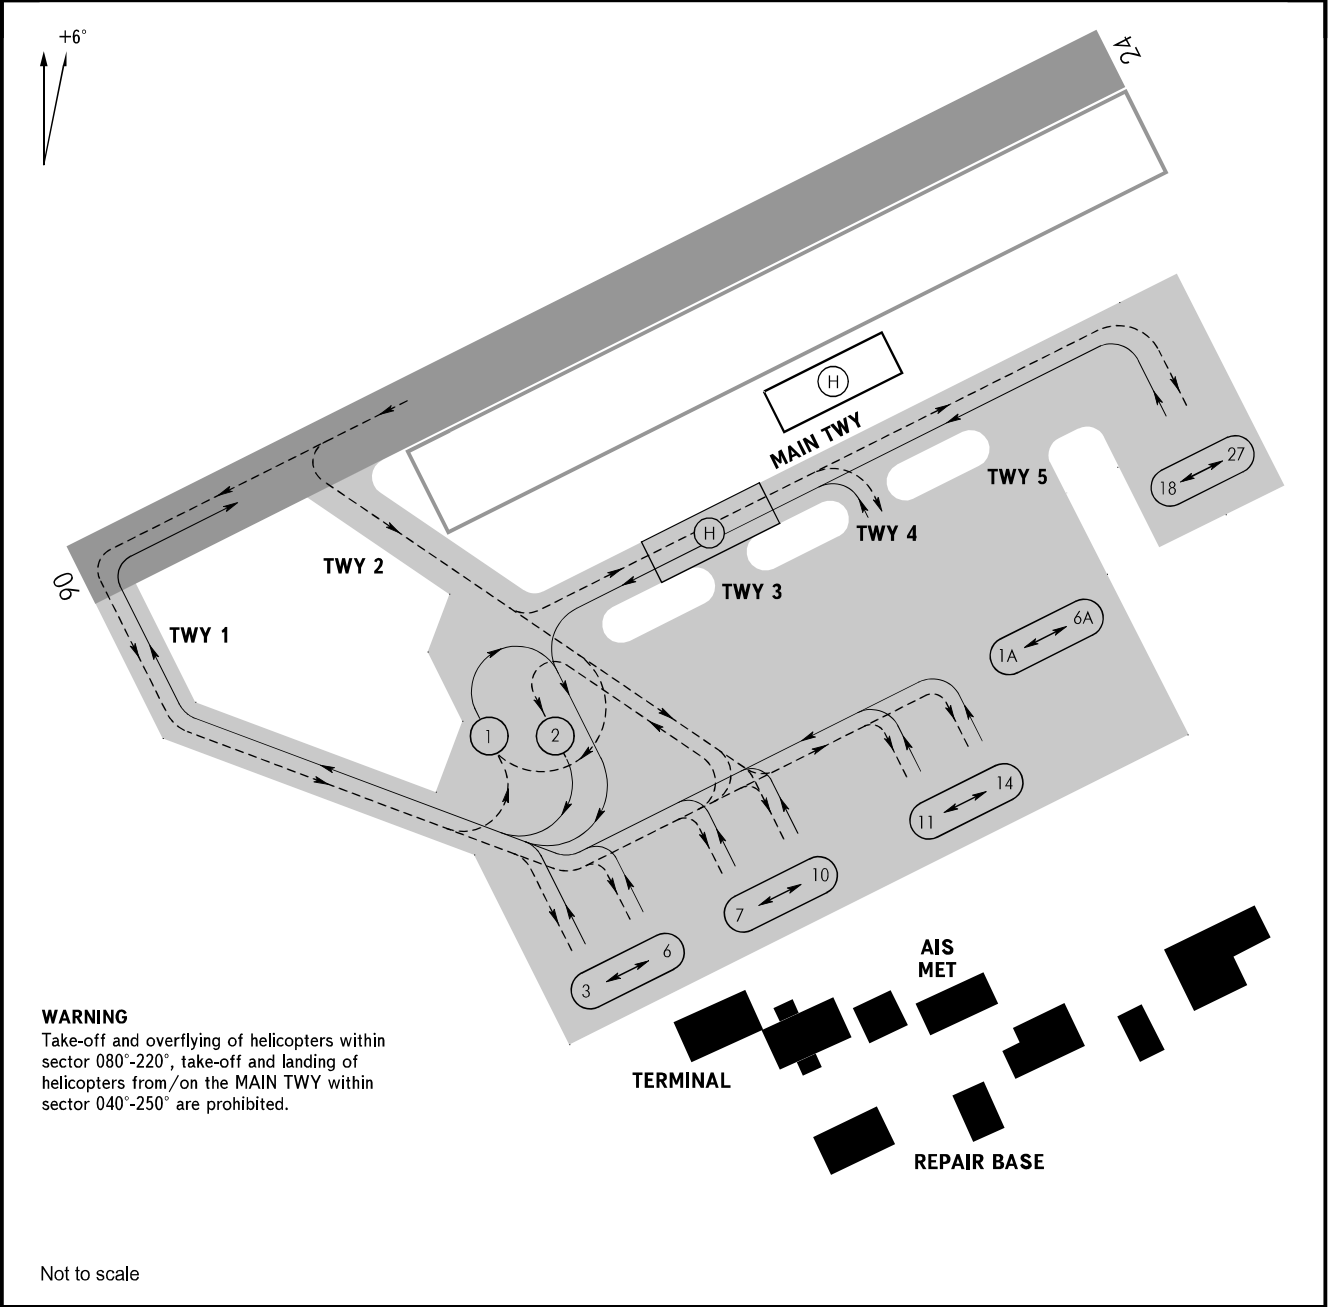 +6°
24
H
MAIN TWY
TWY 5
27
18
H
TWY 4
TWY 2
TWY 3
06
TWY 1
6A
1A
1
2
14
11
10
7
6
3
AIS
MET
TERMINAL
REPAIR BASE
WARNING
Take-off and overflying of helicopters within
sector 080°-220°, take-off and landing of
helicopters from/on the MAIN TWY within
sector 040°-250° are prohibited.
Not to scale